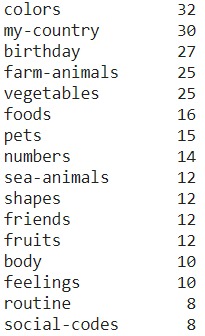 colors 32
my-country 30
birthday 27
farm-animals 25
vegetables 25
foods 16
pets 15
numbers 14
sea-animals 12
shapes 12
friends 12
fruits 12
body 10
feelings 10
routine 8
social-codes 8